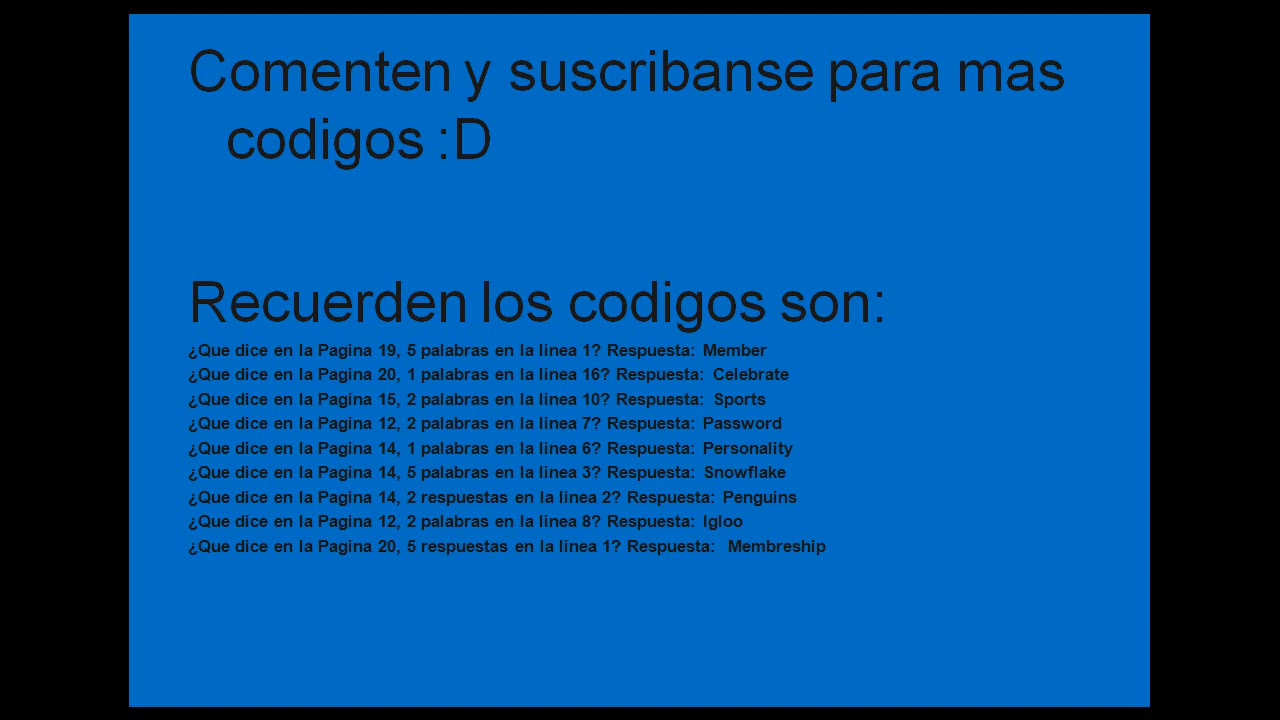 Comenten y suscribanse para mas
codigos :D
Recuerden los codigos son:
¿Que dice en la Pagina 19, 5 palabras en la linea 1? Respuesta: Member
¿Que dice en la Pagina 20, 1 palabras en la linea 16? Respuesta: Celebrate
¿Que dice en la Pagina 15, 2 palabras en la linea 10? Respuesta: Sports
¿Que dice en la Pagina 12, 2 palabras en la linea 7? Respuesta: Password
¿Que dice en la Pagina 14, 1 palabras en la linea 6? Respuesta: Personality
¿Que dice en la Pagina 14, 5 palabras en la linea 3? Respuesta: Snowflake
¿Que dice en la Pagina 14, 2 respuestas en la linea 2? Respuesta: Penguins
¿Que dice en la Pagina 12, 2 palabras en la linea 8? Respuesta: Igloo
¿Que dice en la Pagina 20, 5 respuestas en la linea 1? Respuesta: Membreship